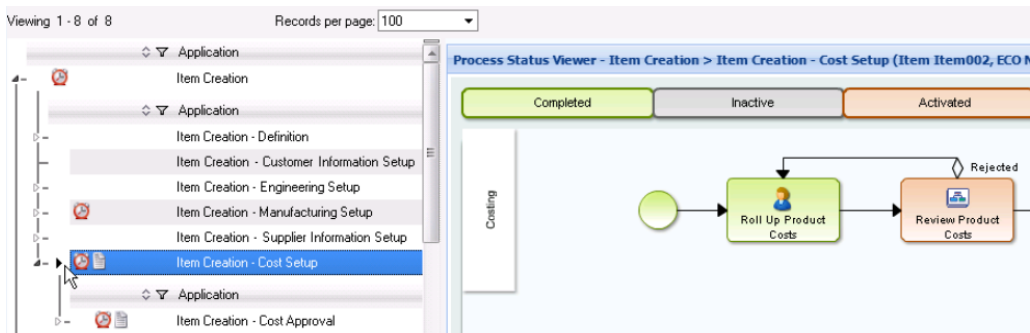 Viewing 1 - 8 of 8 Records per page: 100
Application
Item Creation
Application
Item Creation - Definition
Item Creation - Customer Information Setup
Item Creation - Engineering Setup
Item Creation - Manufacturing Setup
Item Creation - Supplier Information Setup
Item Creation - Cost Setup
Application
Item Creation - Cost Approval
Process Status Viewer - Item Creation > Item Creation - Cost Setup (Item Item002, ECO N
Completed Inactive Activated
Costing
Rejected
Roll Up Product
Costs
Review Product
Costs